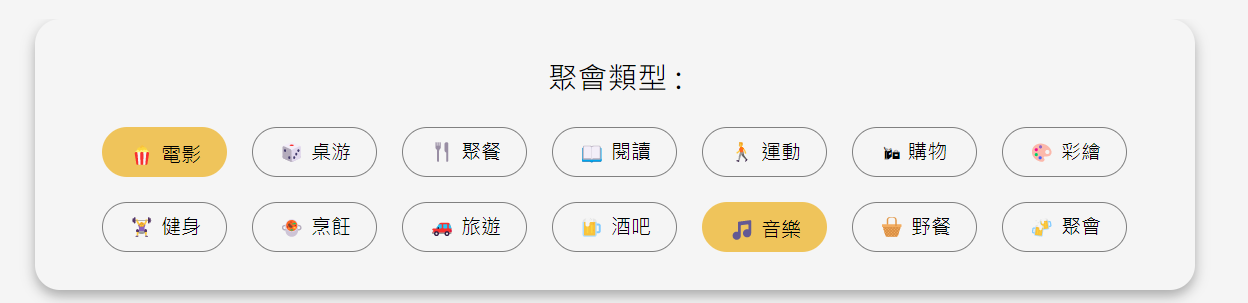 聚會類型 :
電影 桌游 聚餐 閱讀 運動 購物 彩繪
健身 烹飪 旅遊 酒吧 音樂 野餐 聚會